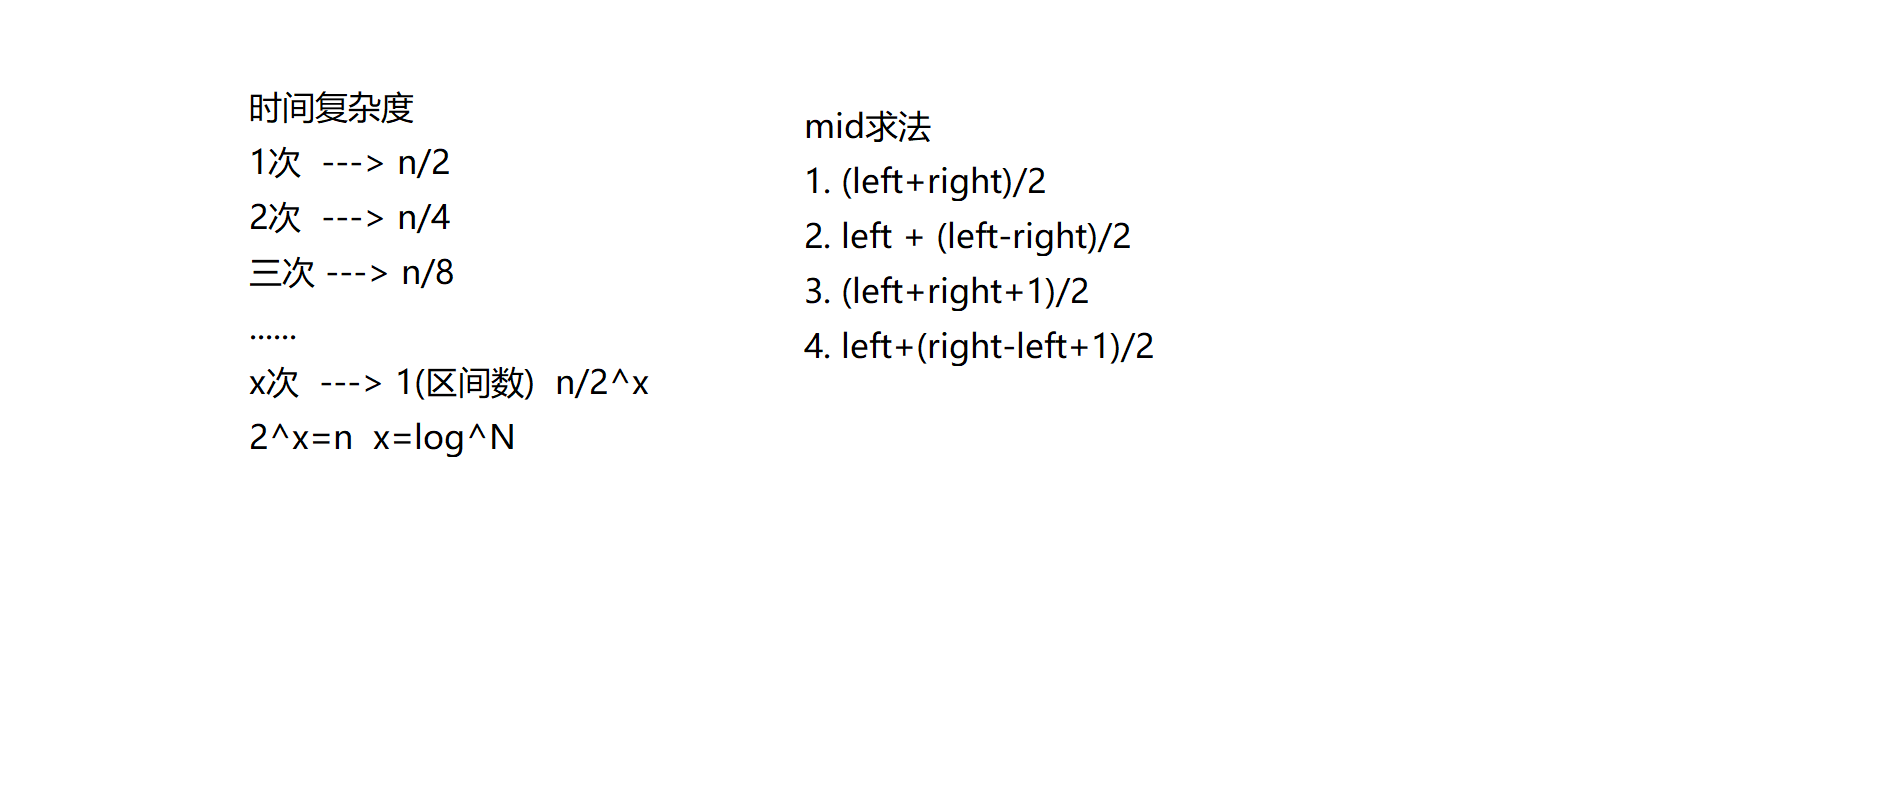 时间复杂度
1次  ---> n/2
2次  ---> n/4
三次 ---> n/8
......
x次  ---> 1(区间数)  n/2^x
2^x=n  x=log^N
mid求法
1. (left+right)/2
2. left + (left-right)/2
3. (left+right+1)/2
4. left+(right-left+1)/2